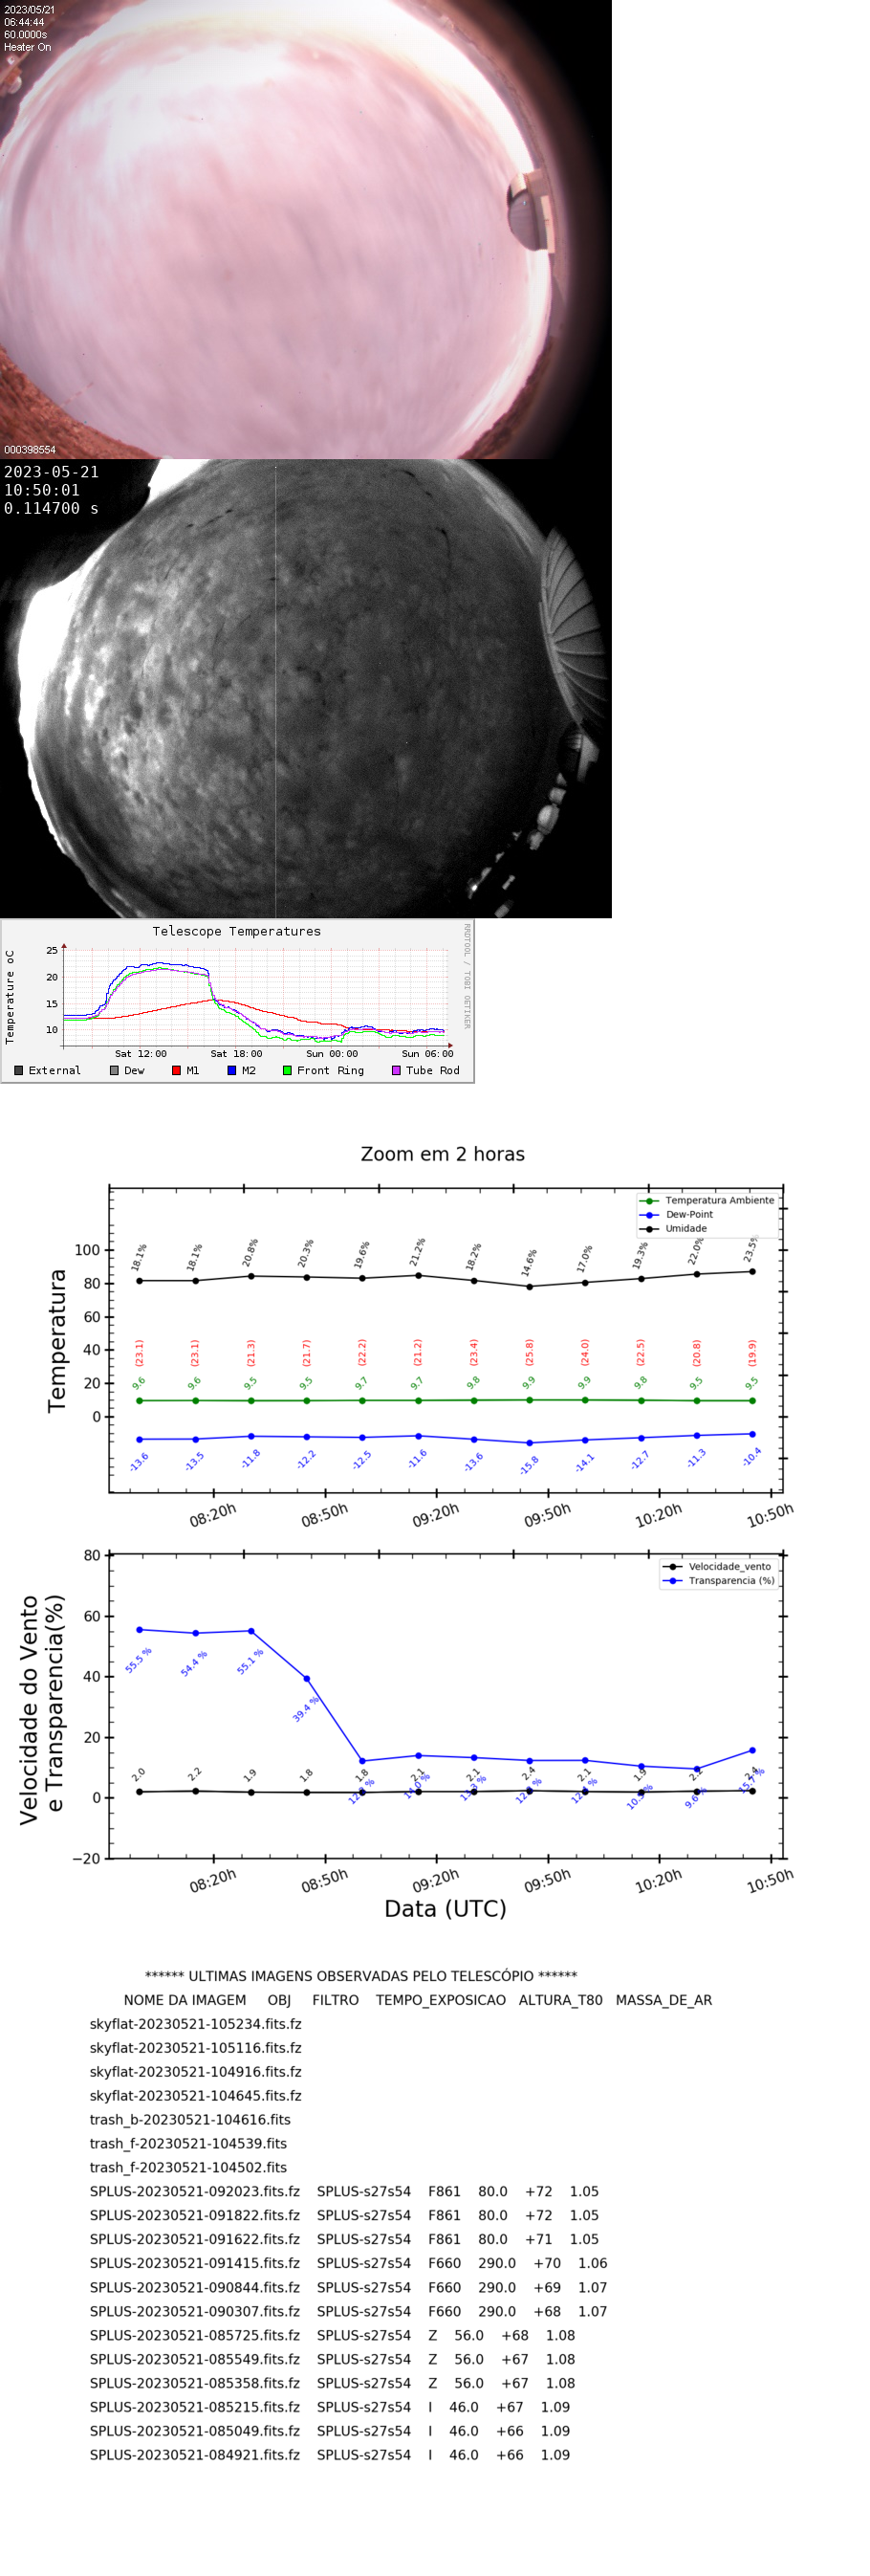 2023/05/21
06:44:44
60.0000s
Heater On
000398554
2023-05-21
10:50:01
0.114700 s
Telescope Temperatures
RRDTOOL / TOBI OETIKER
Temperature oC
25
20
15
10
Sat 12:00 Sat 18:00 Sun 00:00 Sun 06:00
External Dew M1 M2 Front Ring Tube Rod
Zoom em 2 horas
Temperatura Ambiente
Dew-Point
Umidade
Temperatura
100
80
60
40
20
0
18.1% 18.1% 20.8% 20.3% 19.6% 21.2% 18.2% 14.6% 17.0% 19.3% 22.0% 23.5%
(23.1) (23.1) (21.3) (21.7) (22.2) (21.2) (23.4) (25.8) (24.0) (22.5) (20.8) (19.9)
9.6 9.6 9.5 9.5 9.7 9.7 9.8 9.9 9.9 9.8 9.5 9.5
-13.6 -13.5 -11.8 -12.2 -12.5 -11.6 -13.6 -15.8 -14.1 -12.7 -11.3 -10.4
08:20h 08:50h 09:20h 09:50h 10:20h 10:50h
Velocidade_vento
Transparencia (%)
Velocidade do Vento
e Transparencia(%)
80
60
40
20
0
−20
55.5 % 54.4 % 55.1 % 39.4 %
2.0 2.2 1.9 1.8 1.8 2.1 2.1 2.4 2.1 1.9 2.2 2.4
9.6 %
08:20h 08:50h 09:20h 09:50h 10:20h 10:50h
Data (UTC)
****** ULTIMAS IMAGENS OBSERVADAS PELO TELESCÓPIO ******
NOME DA IMAGEM OBJ FILTRO TEMPO_EXPOSICAO ALTURA_T80 MASSA_DE_AR
skyflat-20230521-105234.fits.fz
skyflat-20230521-105116.fits.fz
skyflat-20230521-104916.fits.fz
skyflat-20230521-104645.fits.fz
trash_b-20230521-104616.fits
trash_f-20230521-104539.fits
trash_f-20230521-104502.fits
SPLUS-20230521-092023.fits.fz SPLUS-s27s54 F861 80.0 +72 1.05
SPLUS-20230521-091822.fits.fz SPLUS-s27s54 F861 80.0 +72 1.05
SPLUS-20230521-091622.fits.fz SPLUS-s27s54 F861 80.0 +71 1.05
SPLUS-20230521-091415.fits.fz SPLUS-s27s54 F660 290.0 +70 1.06
SPLUS-20230521-090844.fits.fz SPLUS-s27s54 F660 290.0 +69 1.07
SPLUS-20230521-090307.fits.fz SPLUS-s27s54 F660 290.0 +68 1.07
SPLUS-20230521-085725.fits.fz SPLUS-s27s54 Z 56.0 +68 1.08
SPLUS-20230521-085549.fits.fz SPLUS-s27s54 Z 56.0 +67 1.08
SPLUS-20230521-085358.fits.fz SPLUS-s27s54 Z 56.0 +67 1.08
SPLUS-20230521-085215.fits.fz SPLUS-s27s54 I 46.0 +67 1.09
SPLUS-20230521-085049.fits.fz SPLUS-s27s54 I 46.0 +66 1.09
SPLUS-20230521-084921.fits.fz SPLUS-s27s54 I 46.0 +66 1.09